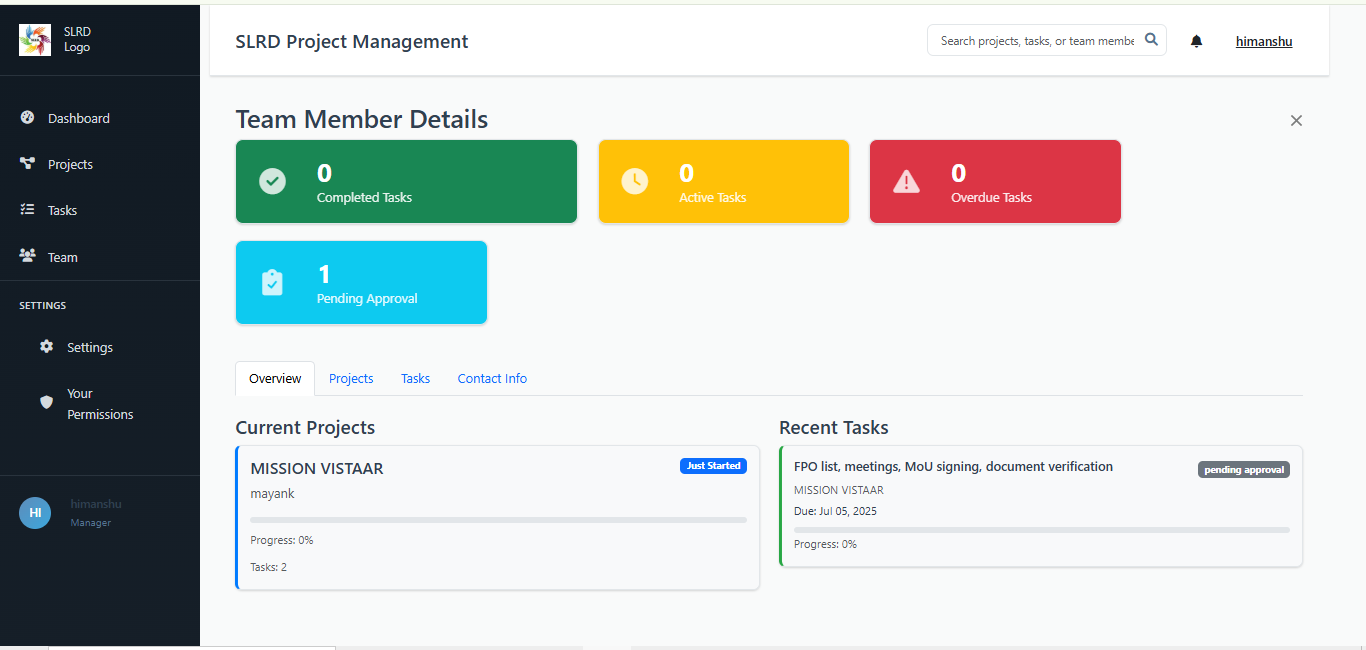 SLRD
Logo
Dashboard
Projects
Tasks
Team
SETTINGS
Settings
Your
Permissions
HI
himanshu
Manager
SLRD Project Management
Search projects, tasks, or team membe
himanshu
Team Member Details
0
Completed Tasks
0
Active Tasks
0
Overdue Tasks
1
Pending Approval
Overview
Projects
Tasks
Contact Info
Current Projects
MISSION VISTAAR
Just Started
mayank
Progress: 0%
Tasks: 2
Recent Tasks
FPO list, meetings, MoU signing, document verification
pending approval
MISSION VISTAAR
Due: Jul 05, 2025
Progress: 0%